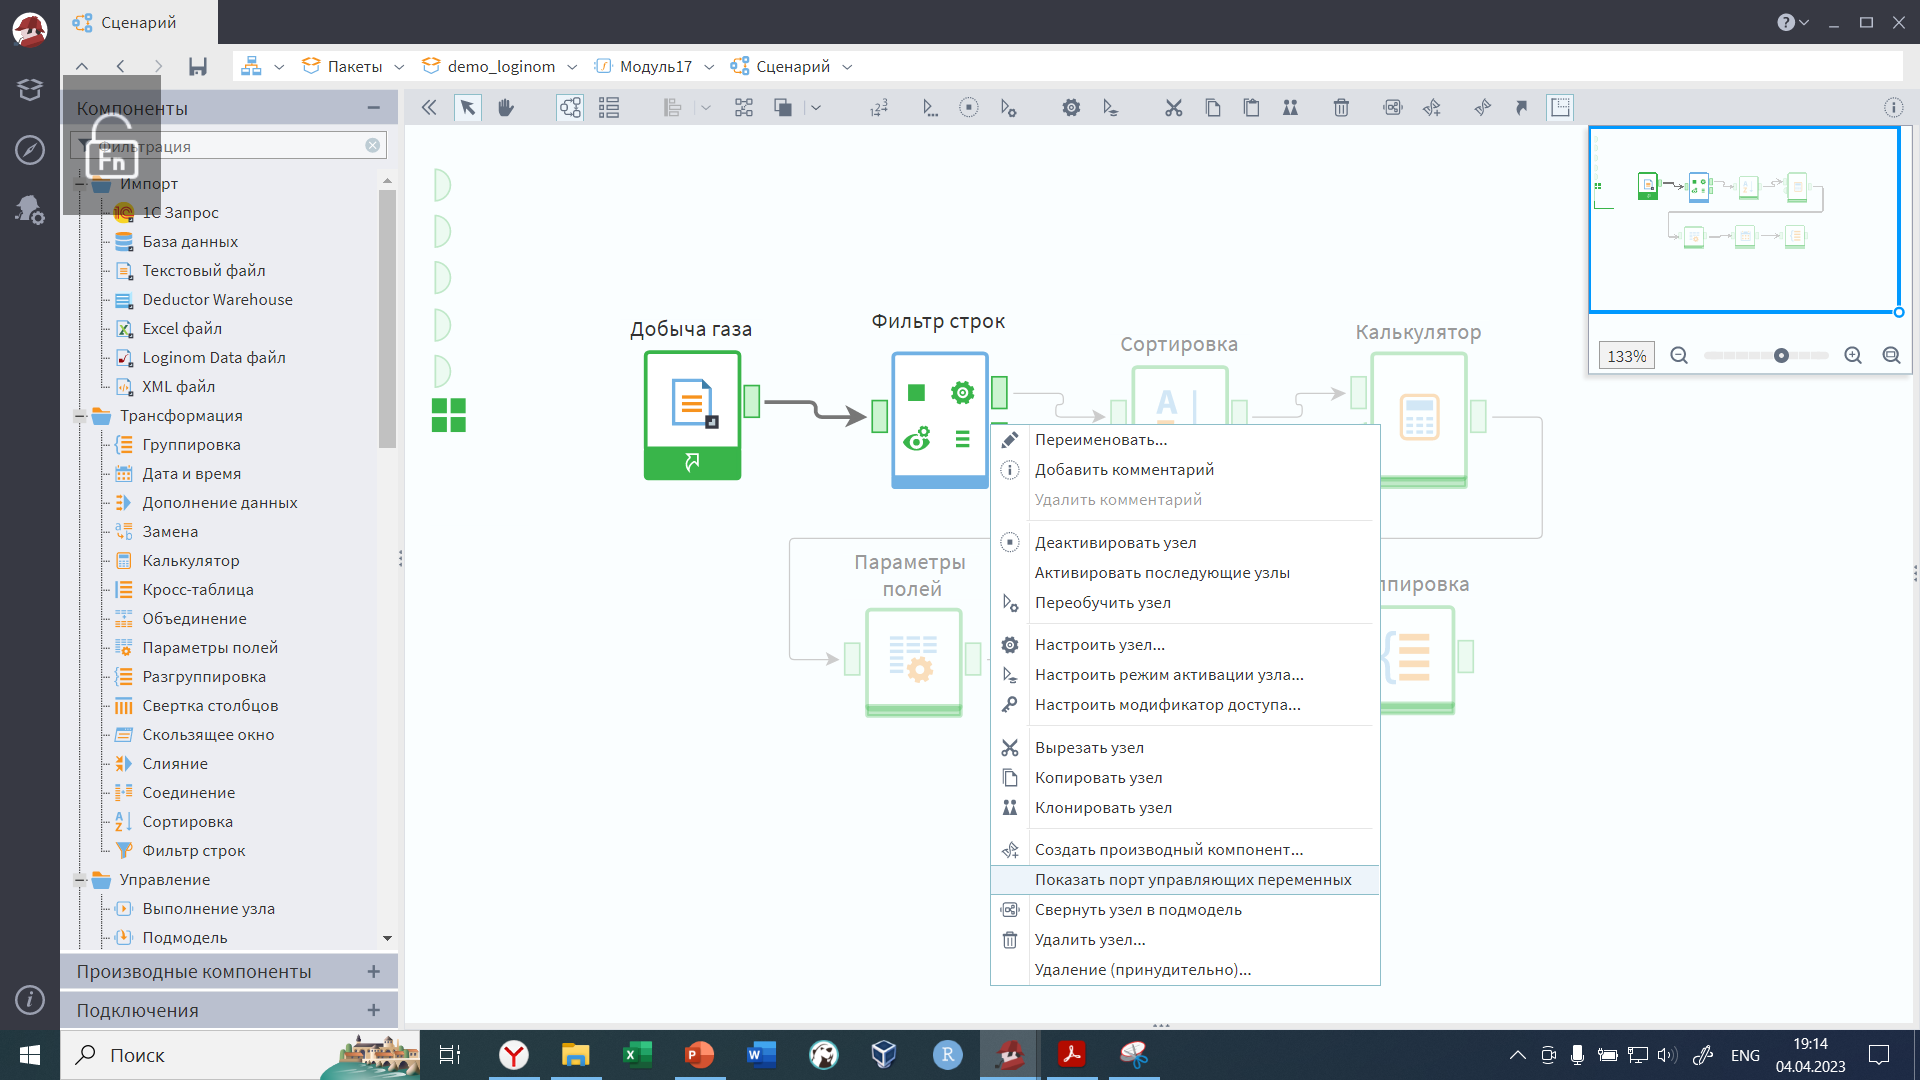 Сценарий
Пакеты
demo_loginom
Модуль17
Сценарий
Компоненты
Фильтрация
Fn
Импорт
1С Запрос
База данных
Текстовый файл
Deductor Warehouse
Excel файл
Loginom Data файл
XML файл
Трансформация
Группировка
Дата и время
Дополнение данных
Замена
Калькулятор
Кросс-таблица
Объединение
Параметры полей
Разгруппировка
Свертка столбцов
Скользящее окно
Слияние
Соединение
Сортировка
Фильтр строк
Управление
Выполнение узла
Подмодель
Производные компоненты
Подключения
Добыча газа
Фильтр строк
Сортировка
Калькулятор
Параметры
полей
ппировка
133%
Переименовать...
Добавить комментарий
Удалить комментарий
Деактивировать узел
Активировать последующие узлы
Переобучить узел
Настроить узел...
Настроить режим активации узла...
Настроить модификатор доступа...
Вырезать узел
Копировать узел
Клонировать узел
Создать производный компонент...
Показать порт управляющих переменных
Свернуть узел в подмодель
Удалить узел...
Удаление (принудительно)...
Поиск
ENG
19:14
04.04.2023